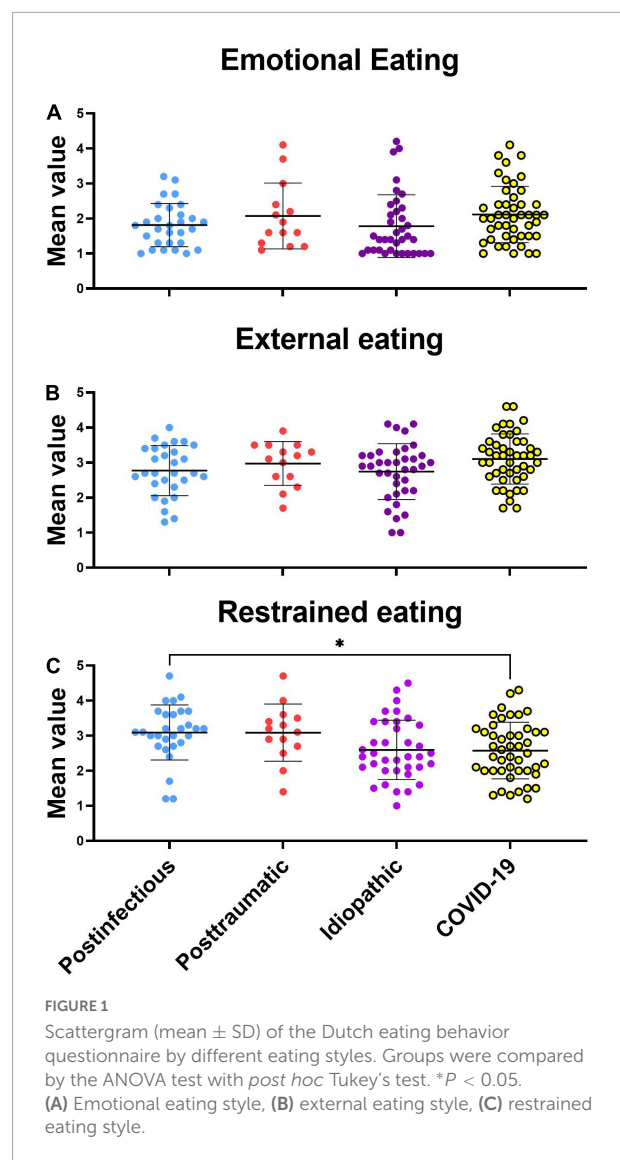 Emotional Eating
A
5
4
3
2
1
0
Mean value
External eating
B
5
4
3
2
1
0
Mean value
Restrained eating
*
C
5
4
3
2
1
0
Mean value
Postinfectious
Posttraumatic
Idiopathic
COVID-19
FIGURE 1
Scattergram (mean ± SD) of the Dutch eating behavior
questionnaire by different eating styles. Groups were compared
by the ANOVA test with post hoc Tukey’s test. *P < 0.05.
(A) Emotional eating style, (B) external eating style, (C) restrained
eating style.